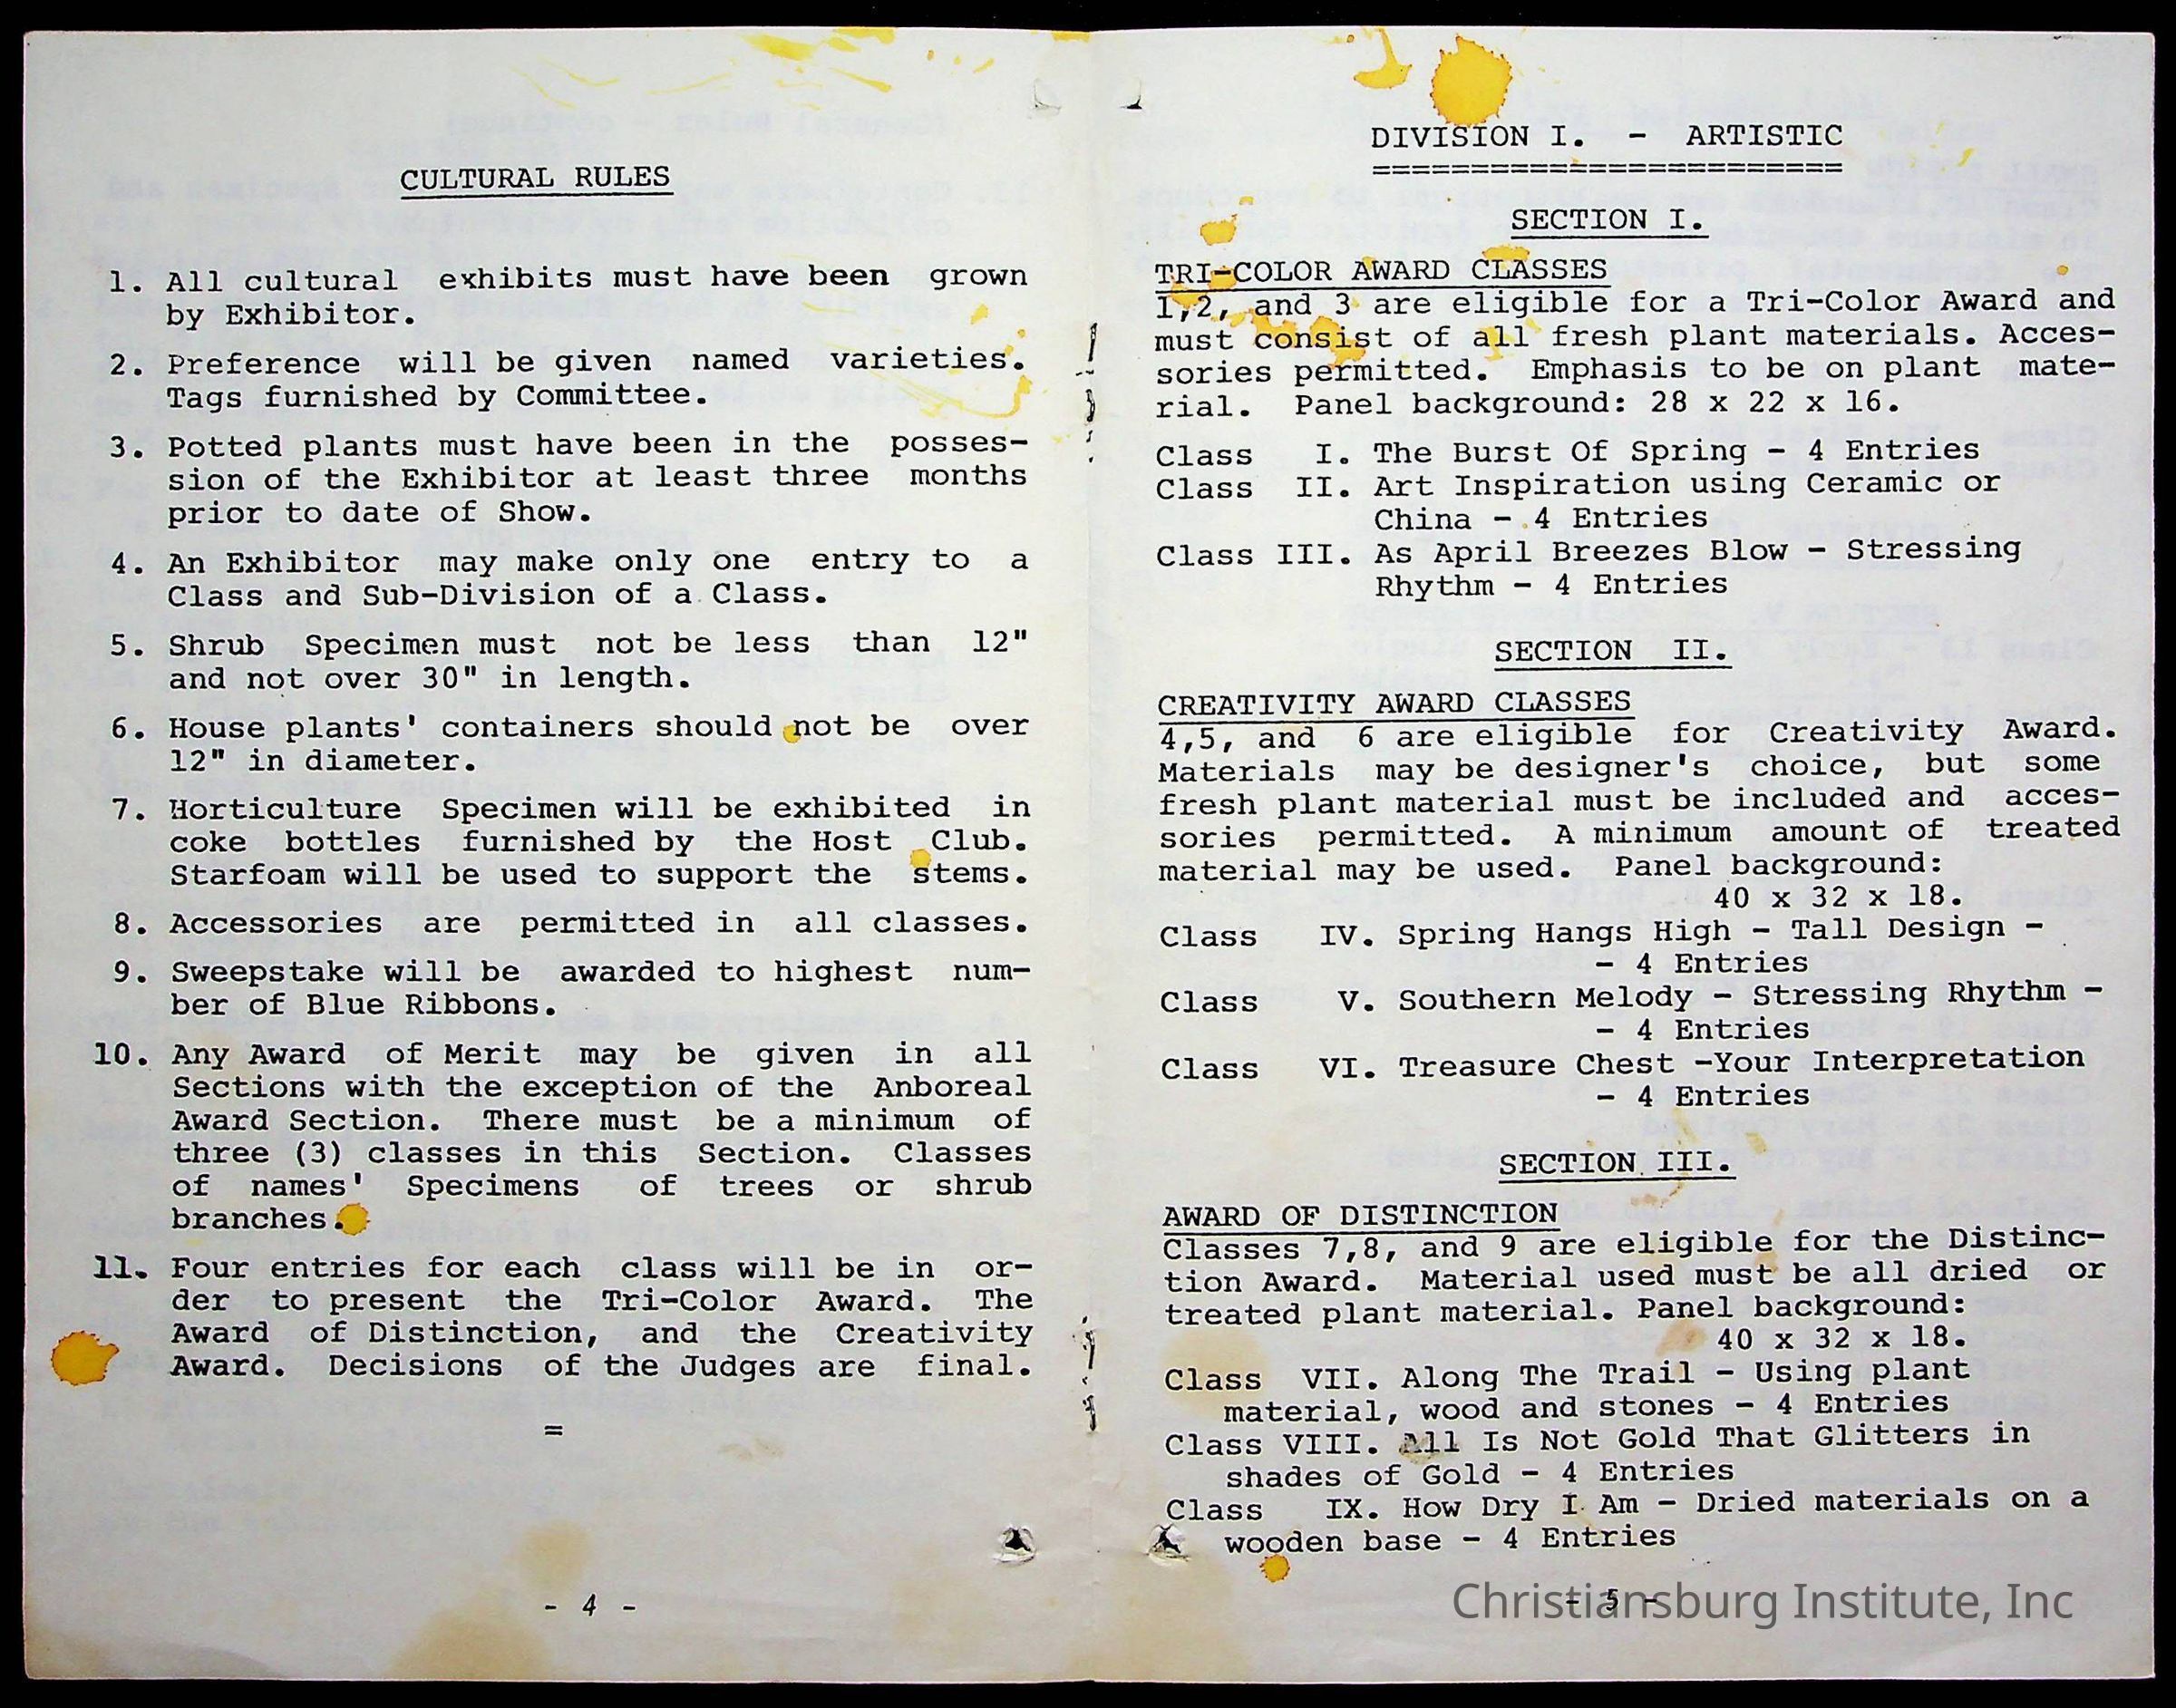 CULTURAL RULES
1. All cultural exhibits must have been grown
by Exhibitor.
2. Preference will be given named varieties.
Tags furnished by Committee.
3. Potted plants must have been in the posses-
sion of the Exhibitor at least three months
prior to date of Show.
4. An Exhibitor may make only one entry to a
Class and Sub-Division of a Class.
5. Shrub Specimen must not be less than 12"
and not over 30" in length.
6. House plants' containers should not be over
12" in diameter.
7. Horticulture Specimen will be exhibited in
coke bottles furnished by the Host Club.
Starfoam will be used to support the stems.
8. Accessories are permitted in all classes.
9. Sweepstake will be awarded to highest num-
ber of Blue Ribbons.
10. Any Award of Merit may be given in all
Sections with the exception of the Anboreal
Award Section. There must be a minimum of
three (3) classes in this Section. Classes
of names' Specimens of trees or shrub
branches.
11. Four entries for each class will be in or-
der to present the Tri-Color Award. The
Award of Distinction, and the Creativity
Award. Decisions of the Judges are final.
=
- 4 -
DIVISION I. - ARTISTIC
========================
SECTION I.
TRI-COLOR AWARD CLASSES
1,2, and 3 are eligible for a Tri-Color Award and
must consist of all fresh plant materials. Acces-
sories permitted. Emphasis to be on plant mate-
rial. Panel background: 28 x 22 x 16.
Class I. The Burst Of Spring - 4 Entries
Class II. Art Inspiration using Ceramic or
China - 4 Entries
Class III. As April Breezes Blow - Stressing
Rhythm - 4 Entries
SECTION II.
CREATIVITY AWARD CLASSES
4,5, and 6 are eligible for Creativity Award.
Materials may be designer's choice, but some
fresh plant material must be included and acces-
sories permitted. A minimum amount of treated
material may be used. Panel background:
40 x 32 x 18.
Class IV. Spring Hangs High - Tall Design -
- 4 Entries
Class V. Southern Melody - Stressing Rhythm -
- 4 Entries
Class VI. Treasure Chest -Your Interpretation
- 4 Entries
SECTION III.
AWARD OF DISTINCTION
Classes 7,8, and 9 are eligible for the Distinc-
tion Award. Material used must be all dried or
treated plant material. Panel background:
40 x 32 x 18.
Class VII. Along The Trail - Using plant
material, wood and stones - 4 Entries
Class VIII. All Is Not Gold That Glitters in
shades of Gold - 4 Entries
Class IX. How Dry I Am - Dried materials on a
wooden base - 4 Entries
- 5 -
Christiansburg Institute, Inc